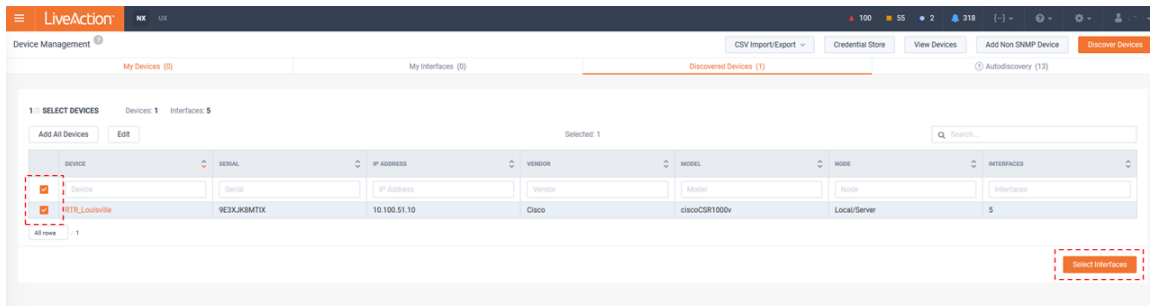 LiveAction NX UX 100 55 2 318
Device Management CSV Import/Export Credential Store View Devices Add Non SNMP Device Discover Devices
My Devices (0) My Interfaces (0) Discovered Devices (1) Autodiscovery (13)
1/3 SELECT DEVICES Devices: 1 Interfaces: 5
Add All Devices Edit Selected: 1 Search...
DEVICE SERIAL IP ADDRESS VENDOR MODEL NODE INTERFACES
Device Serial IP Address Vendor Model Node Interfaces
RTR_Louisville 9E3XJK8MTIX 10.100.51.10 Cisco ciscoCSR1000v Local/Server 5
All rows / 1
Select Interfaces